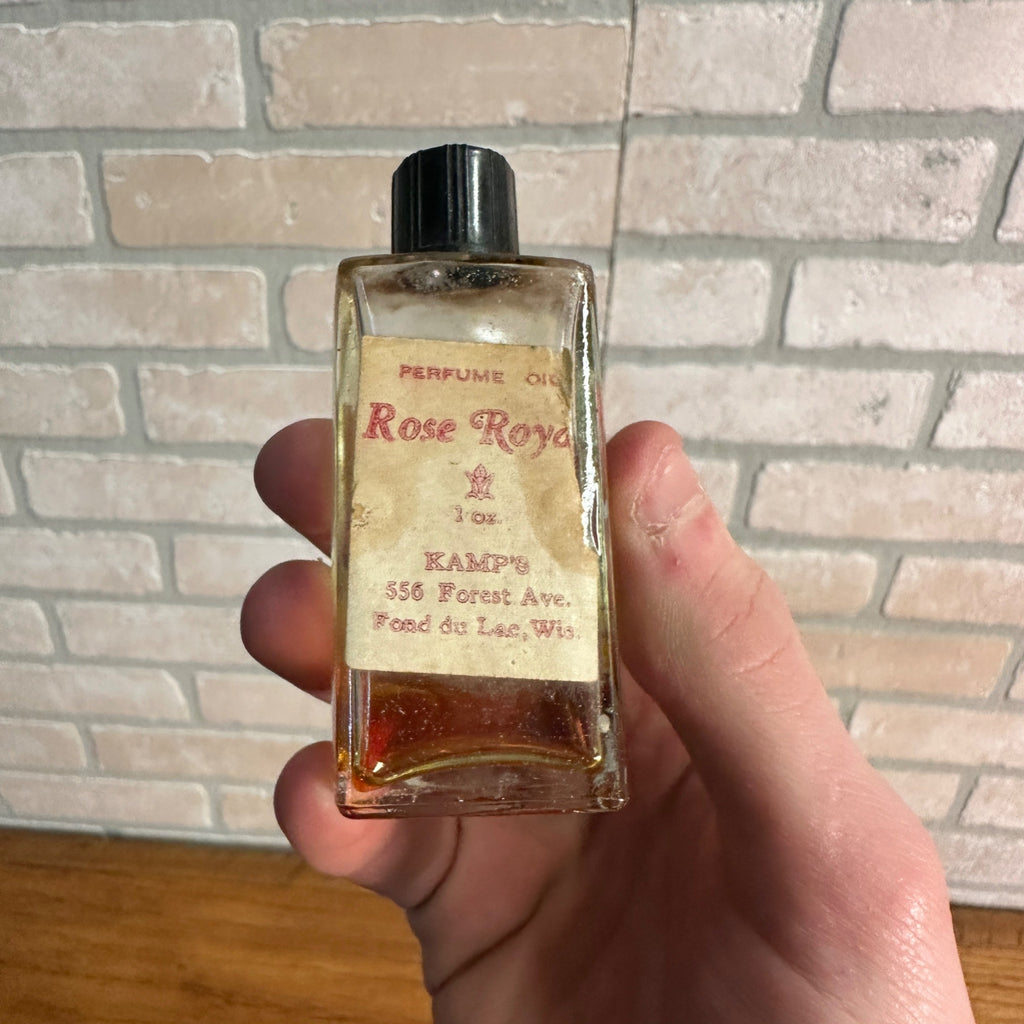 PERFUME OIL
Rose Roya
1 oz.
KAMP'S
556 Forest Ave.
Fond du Lac, Wis.